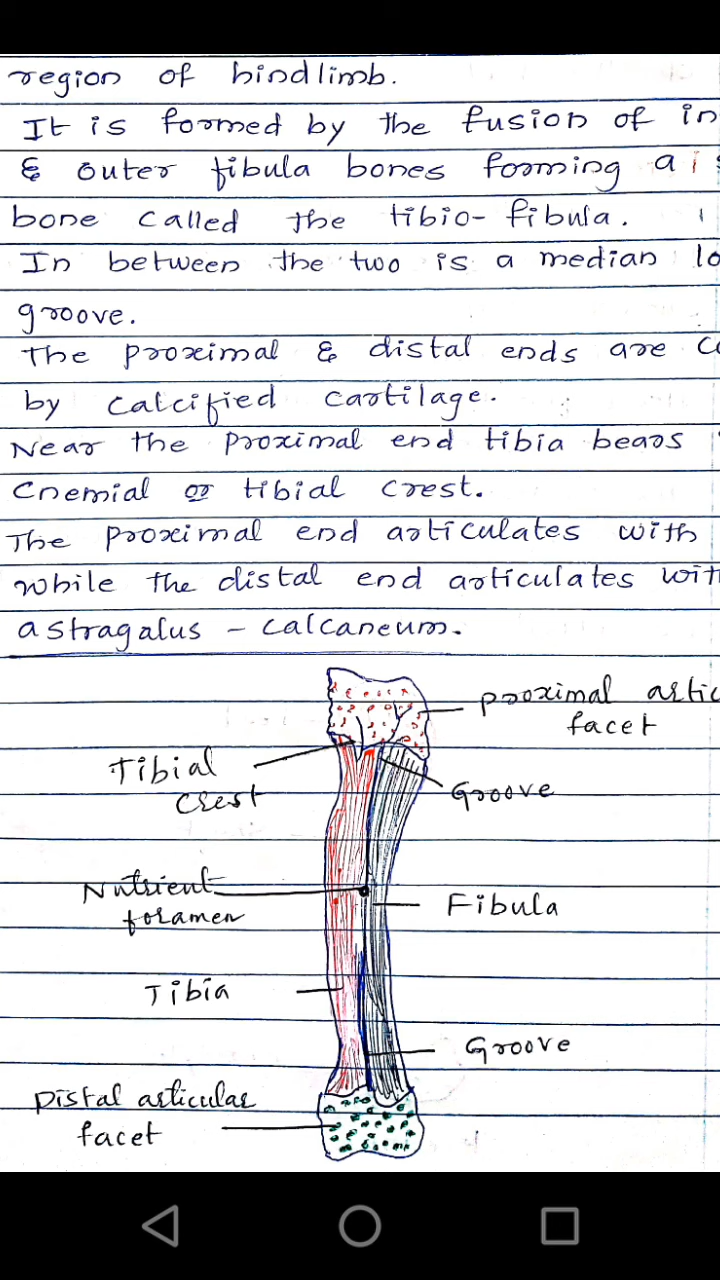 region of hindlimb.
It is formed by the fusion of in
& outer fibula bones forming a
bone called the tibio-fibula.
In between the two is a median lo
groove.
The proximal & distal ends are c
by calcified cartilage.
Near the proximal end tibia bears
Cnemial or tibial crest.
The proximal end articulates with
while the distal end articulates wit
astragalus - calcaneum.
proximal artic
facet
Tibial
crest
Groove
Nutrient
foramen
Fibula
Tibia
Groove
Distal articular
facet